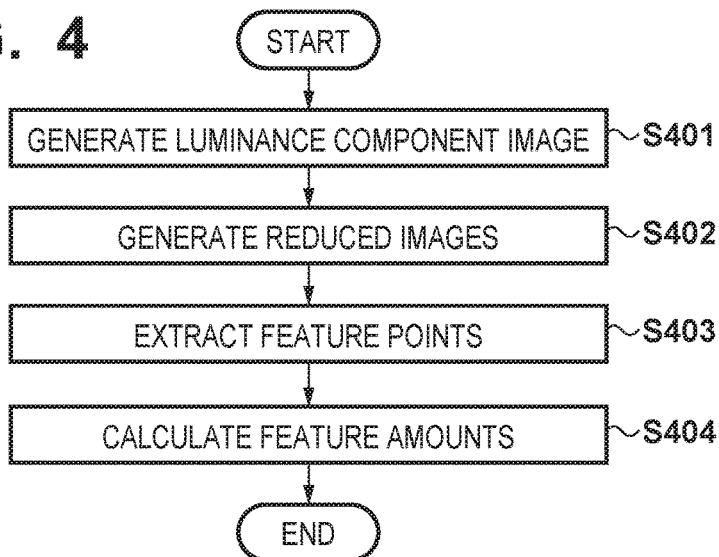 . 4
START
GENERATE LUMINANCE COMPONENT IMAGE
S401
GENERATE REDUCED IMAGES
S402
EXTRACT FEATURE POINTS
S403
CALCULATE FEATURE AMOUNTS
S404
END